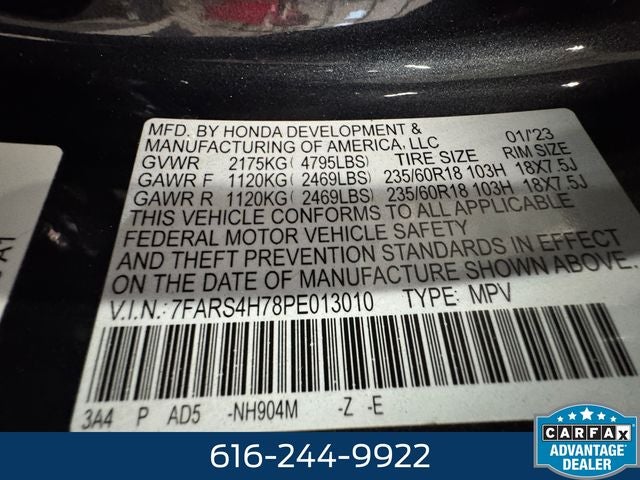 MFD. BY HONDA DEVELOPMENT &
MANUFACTURING OF AMERICA, LLC 01/'23
GVWR 2175KG( 4795LBS) TIRE SIZE RIM SIZE
GAWR F 1120KG( 2469LBS) 235/60R18 103H 18X7.5J
GAWR R 1120KG( 2469LBS) 235/60R18 103H 18X7.5J
THIS VEHICLE CONFORMS TO ALL APPLICABLE
FEDERAL MOTOR VEHICLE SAFETY
AND THEFT PREVENTION STANDARDS IN EFFECT
ON THE DATE OF MANUFACTURE SHOWN ABOVE.
V.I.N.: 7FARS4H78PE013010 TYPE: MPV
3A4 P AD5 -NH904M -Z -E
616-244-9922
CARFAX
ADVANTAGE
DEALER